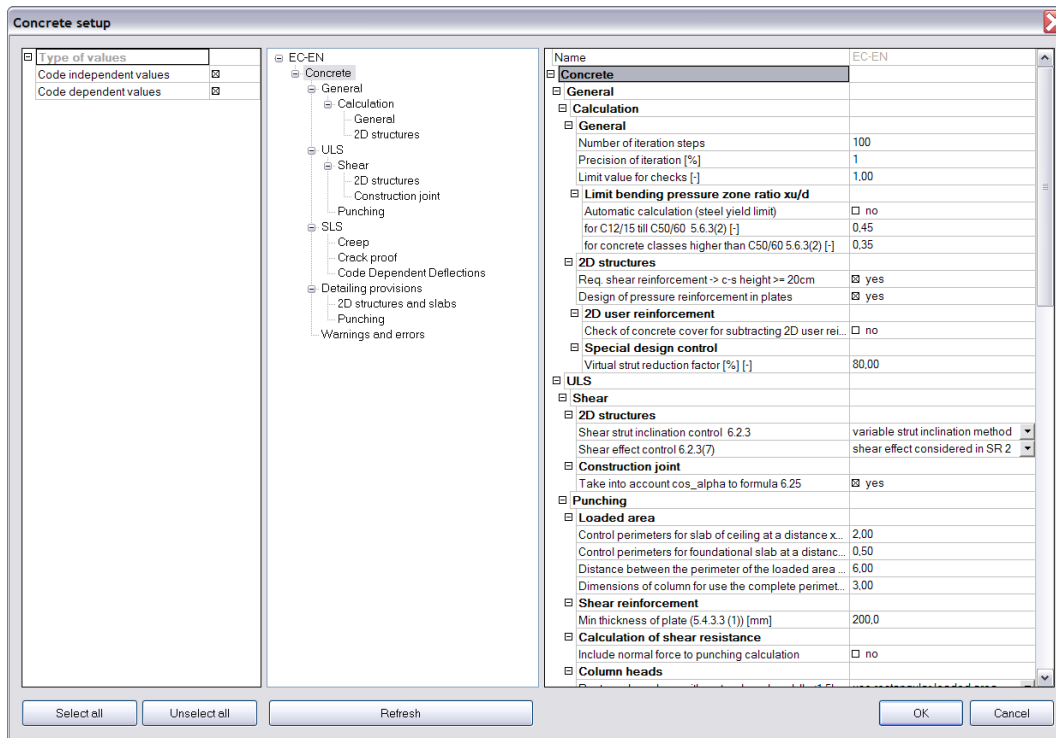 Concrete setup
Type of values
Code independent values
Code dependent values
EC-EN
Concrete
General
Calculation
General
2D structures
ULS
Shear
2D structures
Construction joint
Punching
SLS
Creep
Crack proof
Code Dependent Deflections
Detailing provisions
2D structures and slabs
Punching
Warnings and errors
Name EC-EN
Concrete
General
Calculation
General
Number of iteration steps 100
Precision of iteration [%] 1
Limit value for checks [-] 1,00
Limit bending pressure zone ratio xu/d
Automatic calculation (steel yield limit) no
for C12/15 till C50/60 5.6.3(2) [-] 0,45
for concrete classes higher than C50/60 5.6.3(2) [-] 0,35
2D structures
Req. shear reinforcement -> c-s height >= 20cm yes
Design of pressure reinforcement in plates yes
2D user reinforcement
Check of concrete cover for subtracting 2D user rei... no
Special design control
Virtual strut reduction factor [%] [-] 80,00
ULS
Shear
2D structures
Shear strut inclination control 6.2.3 variable strut inclination method
Shear effect control 6.2.3(7) shear effect considered in SR 2
Construction joint
Take into account cos_alpha to formula 6.25 yes
Punching
Loaded area
Control perimeters for slab of ceiling at a distance x... 2,00
Control perimeters for foundational slab at a distanc... 0,50
Distance between the perimeter of the loaded area ... 6,00
Dimensions of column for use the complete perimet... 3,00
Shear reinforcement
Min thickness of plate (5.4.3.3 (1)) [mm] 200,0
Calculation of shear resistance
Include normal force to punching calculation no
Column heads
Select all
Unselect all
Refresh
OK
Cancel